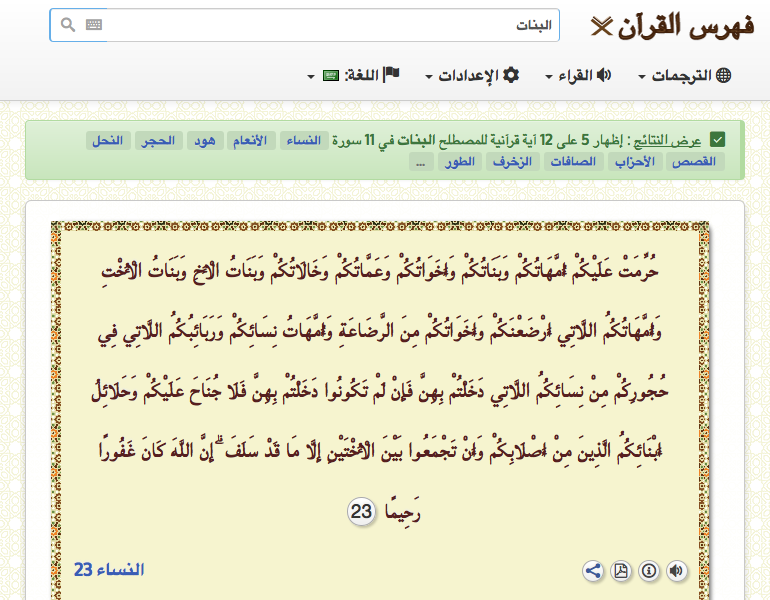 فهرس القرآن
البنات
الترجمات
القراء
الإعدادات
اللغة:
عرض النتائج : إظهار 5 على 12 آية قرآنية للمصطلح البنات في 11 سورة النساء الأنعام هود الحجر النحل
القصص الأحزاب الصافات الزخرف الطور ...
حُرِّمَتْ عَلَيْكُمْ أُمَّهَاتُكُمْ وَبَنَاتُكُمْ وَأَخَوَاتُكُمْ وَعَمَّاتُكُمْ وَخَالَاتُكُمْ وَبَنَاتُ الْأَخِ وَبَنَاتُ الْأُخْتِ
وَأُمَّهَاتُكُمُ اللَّاتِي أَرْضَعْنَكُمْ وَأَخَوَاتُكُمْ مِنَ الرَّضَاعَةِ وَأُمَّهَاتُ نِسَائِكُمْ وَرَبَائِبُكُمُ اللَّاتِي فِي
حُجُورِكُمْ مِنْ نِسَائِكُمُ اللَّاتِي دَخَلْتُمْ بِهِنَّ فَإِنْ لَمْ تَكُونُوا دَخَلْتُمْ بِهِنَّ فَلَا جُنَاحَ عَلَيْكُمْ وَحَلَائِلُ
أَبْنَائِكُمُ الَّذِينَ مِنْ أَصْلَابِكُمْ وَأَنْ تَجْمَعُوا بَيْنَ الْأُخْتَيْنِ إِلَّا مَا قَدْ سَلَفَ ۗ إِنَّ اللَّهَ كَانَ غَفُورًا
رَحِيمًا 23
النساء 23